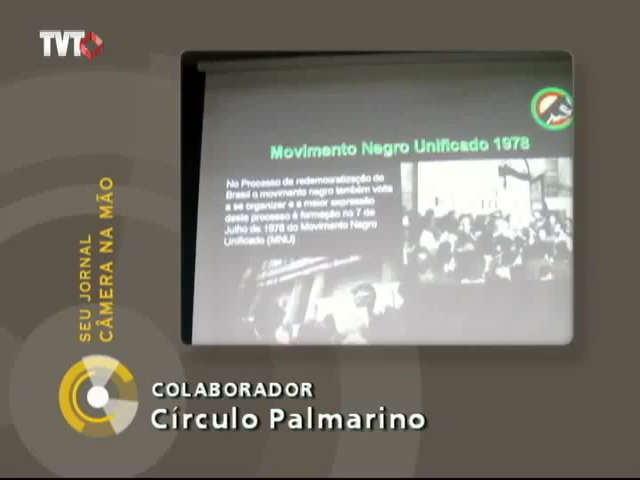 TVT
Movimento Negro Unificado 1978
No Processo de redemocratização do
Brasil o movimento negro também volta
a se organizar e a maior expressão
deste processo é formação no 7 de
Julho de 1978 do Movimento Negro
Unificado (MNU)
SEU JORNAL
CÂMERA NA MÃO
COLABORADOR
Círculo Palmarino